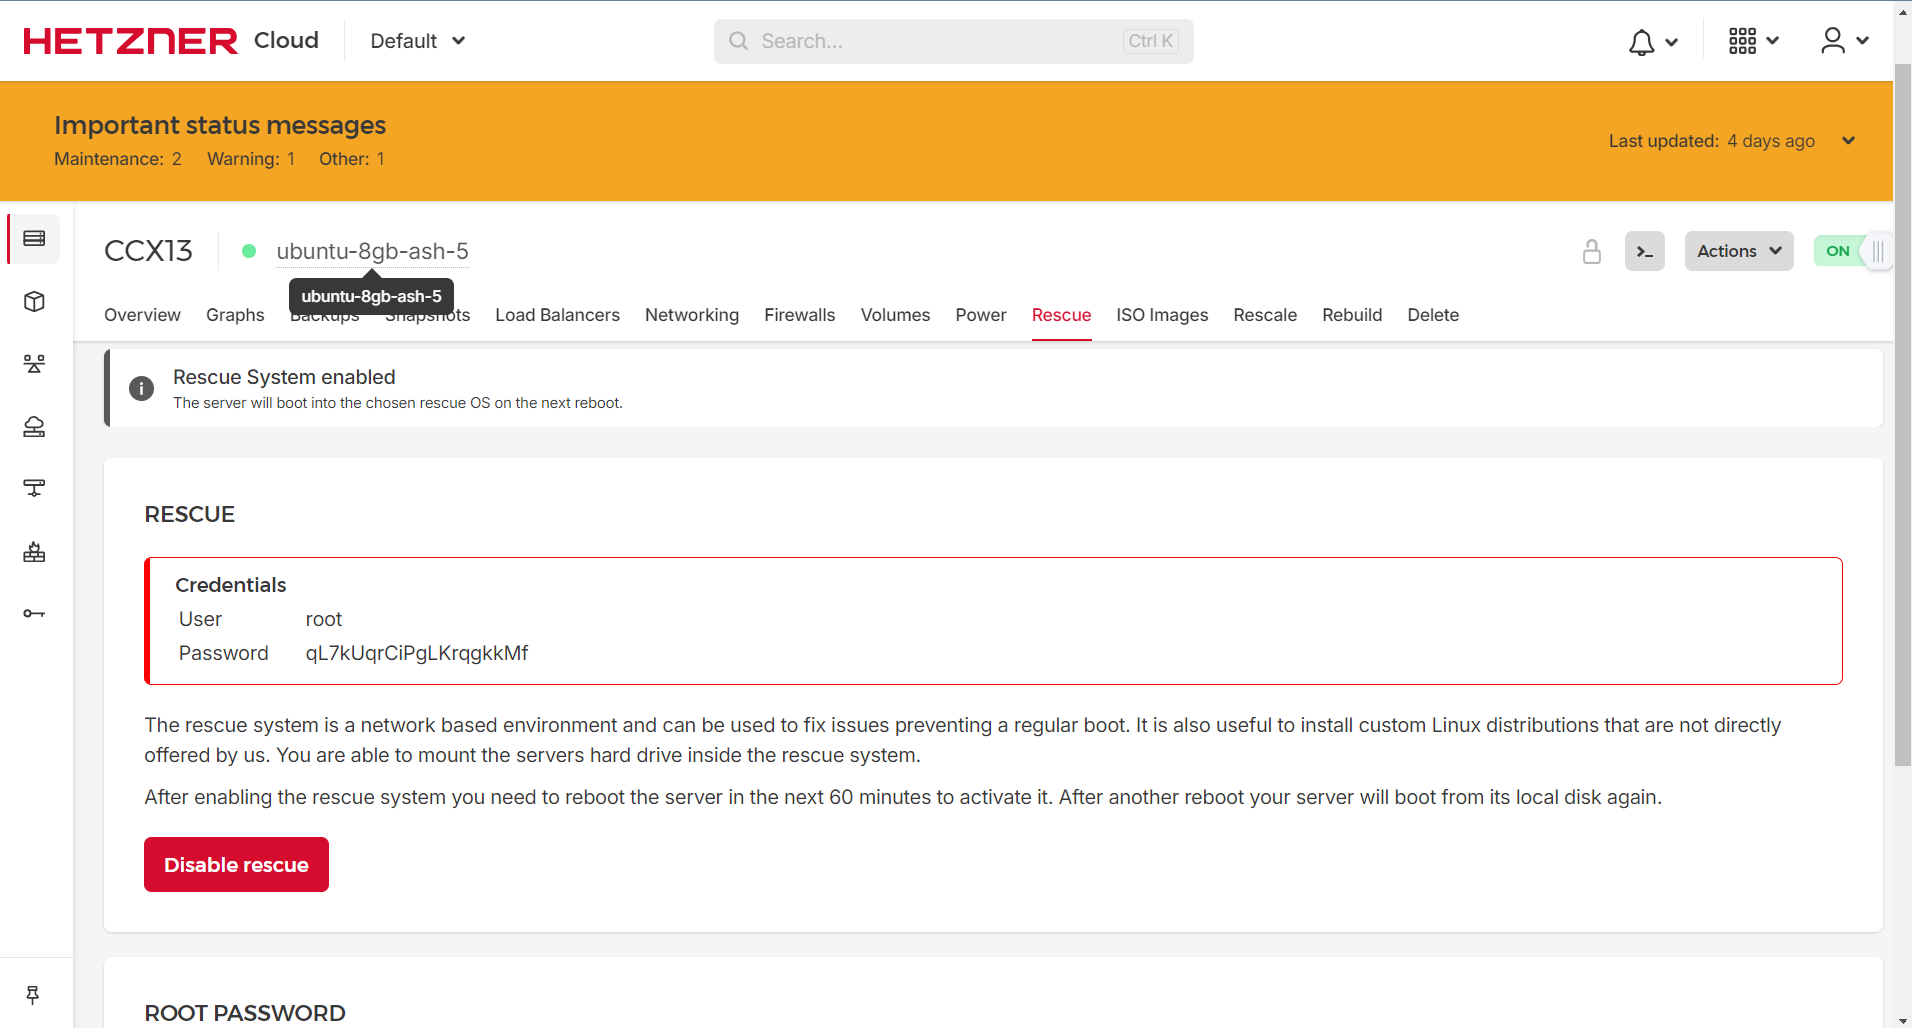 HETZNER Cloud Default Search... Ctrl K
Important status messages
Maintenance: 2 Warning: 1 Other: 1
Last updated: 4 days ago
CCX13 ubuntu-8gb-ash-5 Actions ON
ubuntu-8gb-ash-5
Overview Graphs Backups Snapshots Load Balancers Networking Firewalls Volumes Power Rescue ISO Images Rescale Rebuild Delete
Rescue System enabled
The server will boot into the chosen rescue OS on the next reboot.
RESCUE
Credentials
User root
Password qL7kUqrCiPgLKrqgkkMf
The rescue system is a network based environment and can be used to fix issues preventing a regular boot. It is also useful to install custom Linux distributions that are not directly
offered by us. You are able to mount the servers hard drive inside the rescue system.
After enabling the rescue system you need to reboot the server in the next 60 minutes to activate it. After another reboot your server will boot from its local disk again.
Disable rescue
ROOT PASSWORD